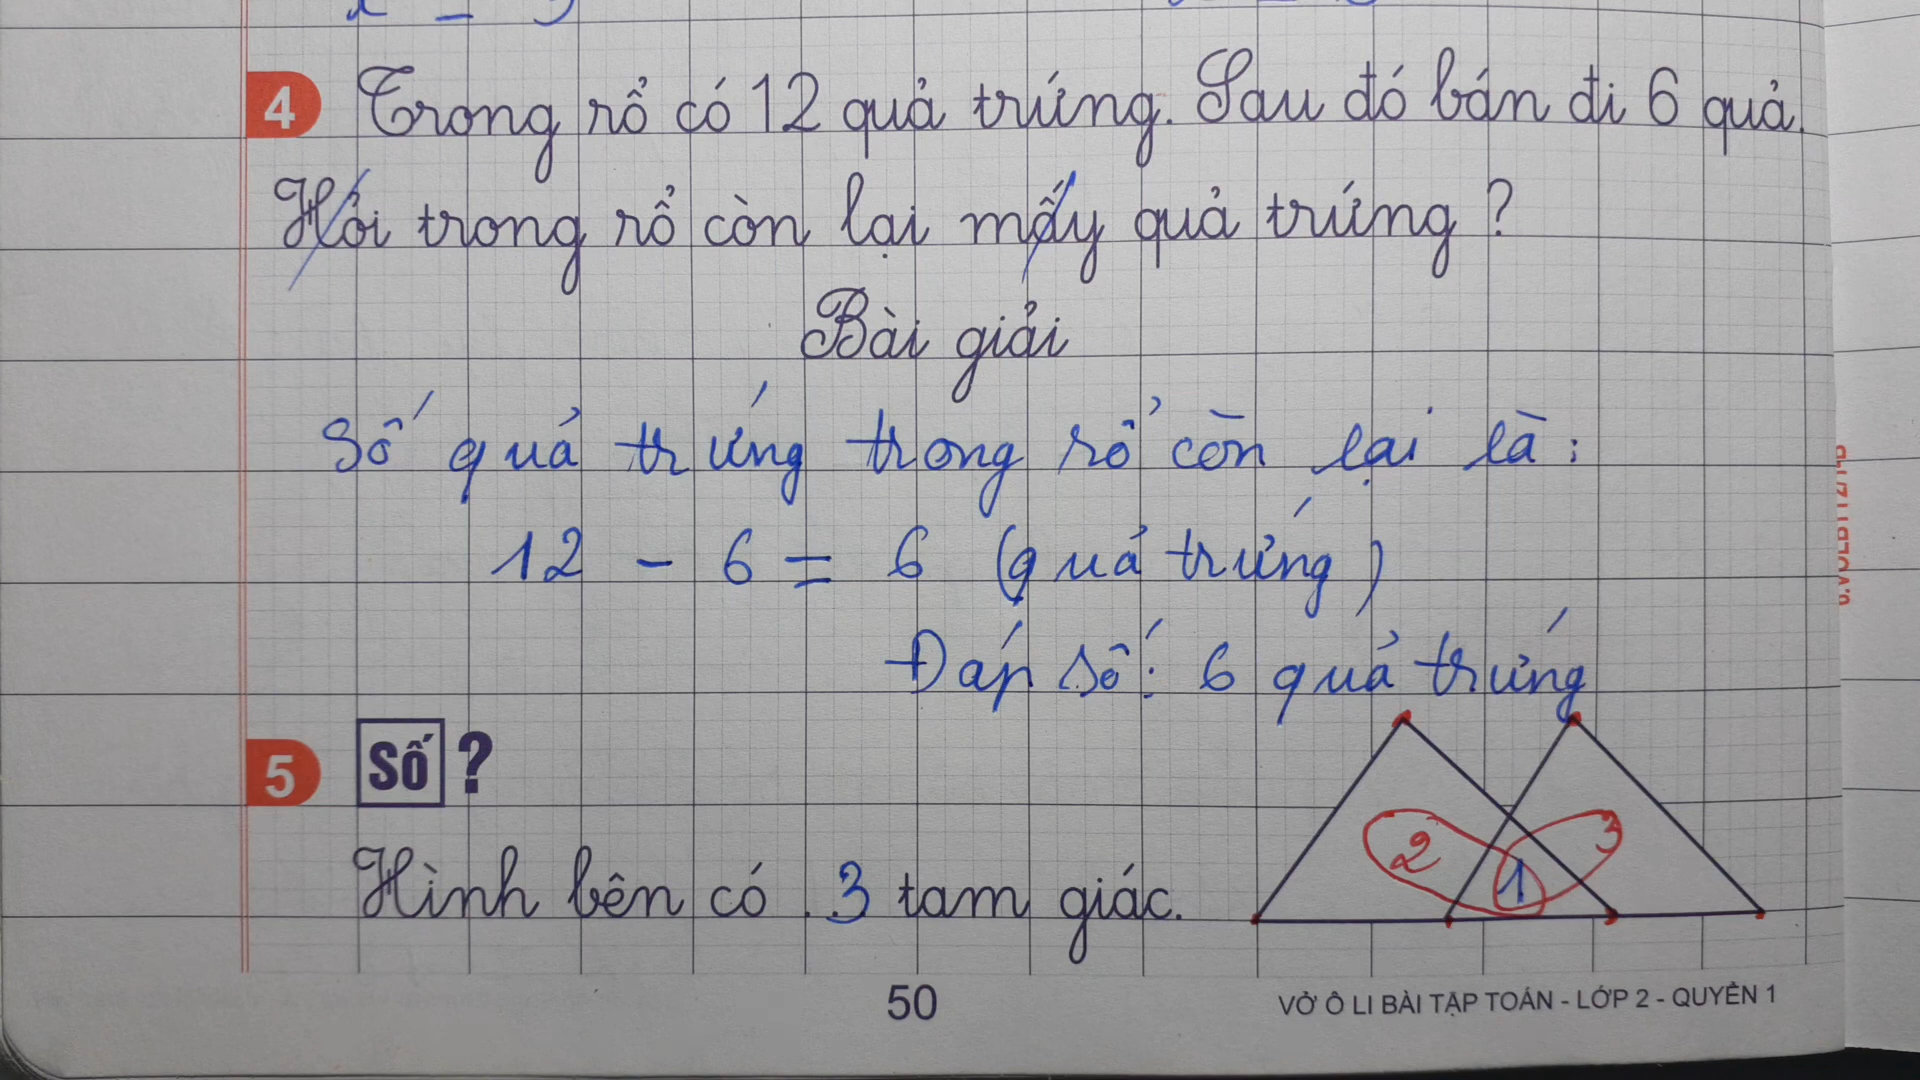 4 Trong rổ có 12 quả trứng. Sau đó bán đi 6 quả.
Hỏi trong rổ còn lại mấy quả trứng ?
Bài giải
Số quả trứng trong rổ còn lại là :
12 - 6 = 6 (quả trứng)
Đáp số : 6 quả trứng
5 Số ?
2 1 3
Hình bên có 3 tam giác.
50
VỞ Ô LI BÀI TẬP TOÁN - LỚP 2 - QUYỂN 1